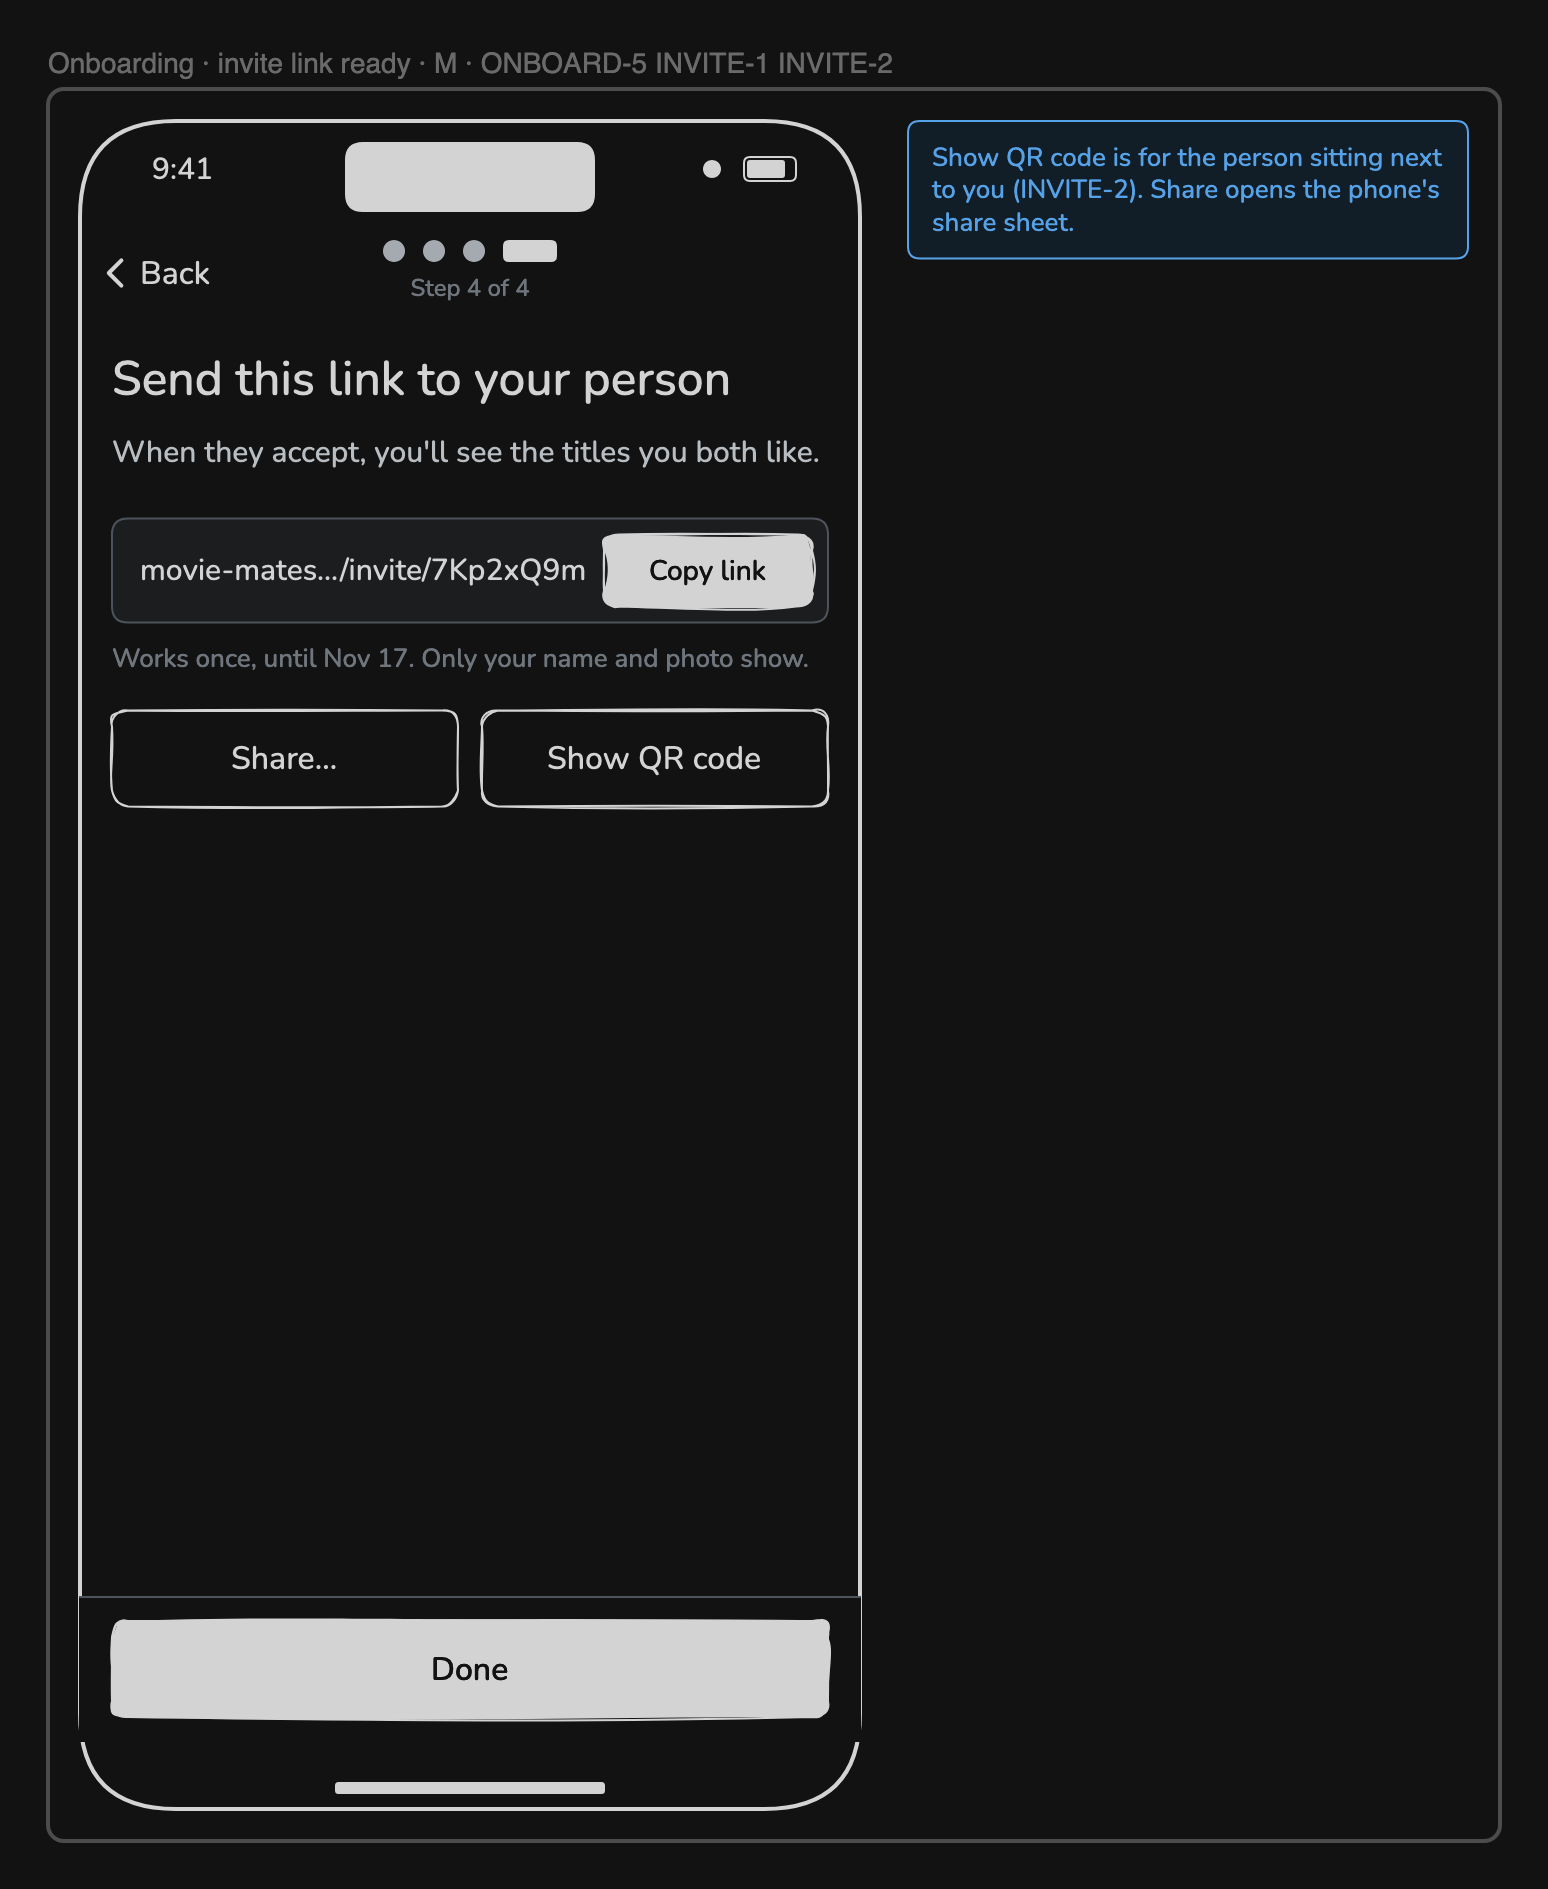 Onboarding · invite link ready · M · ONBOARD-5 INVITE-1 INVITE-2
9:41
Back
Step 4 of 4
Send this link to your person
When they accept, you'll see the titles you both like.
movie-mates.../invite/7Kp2xQ9m
Copy link
Works once, until Nov 17. Only your name and photo show.
Share...
Show QR code
Done
Show QR code is for the person sitting next
to you (INVITE-2). Share opens the phone's
share sheet.